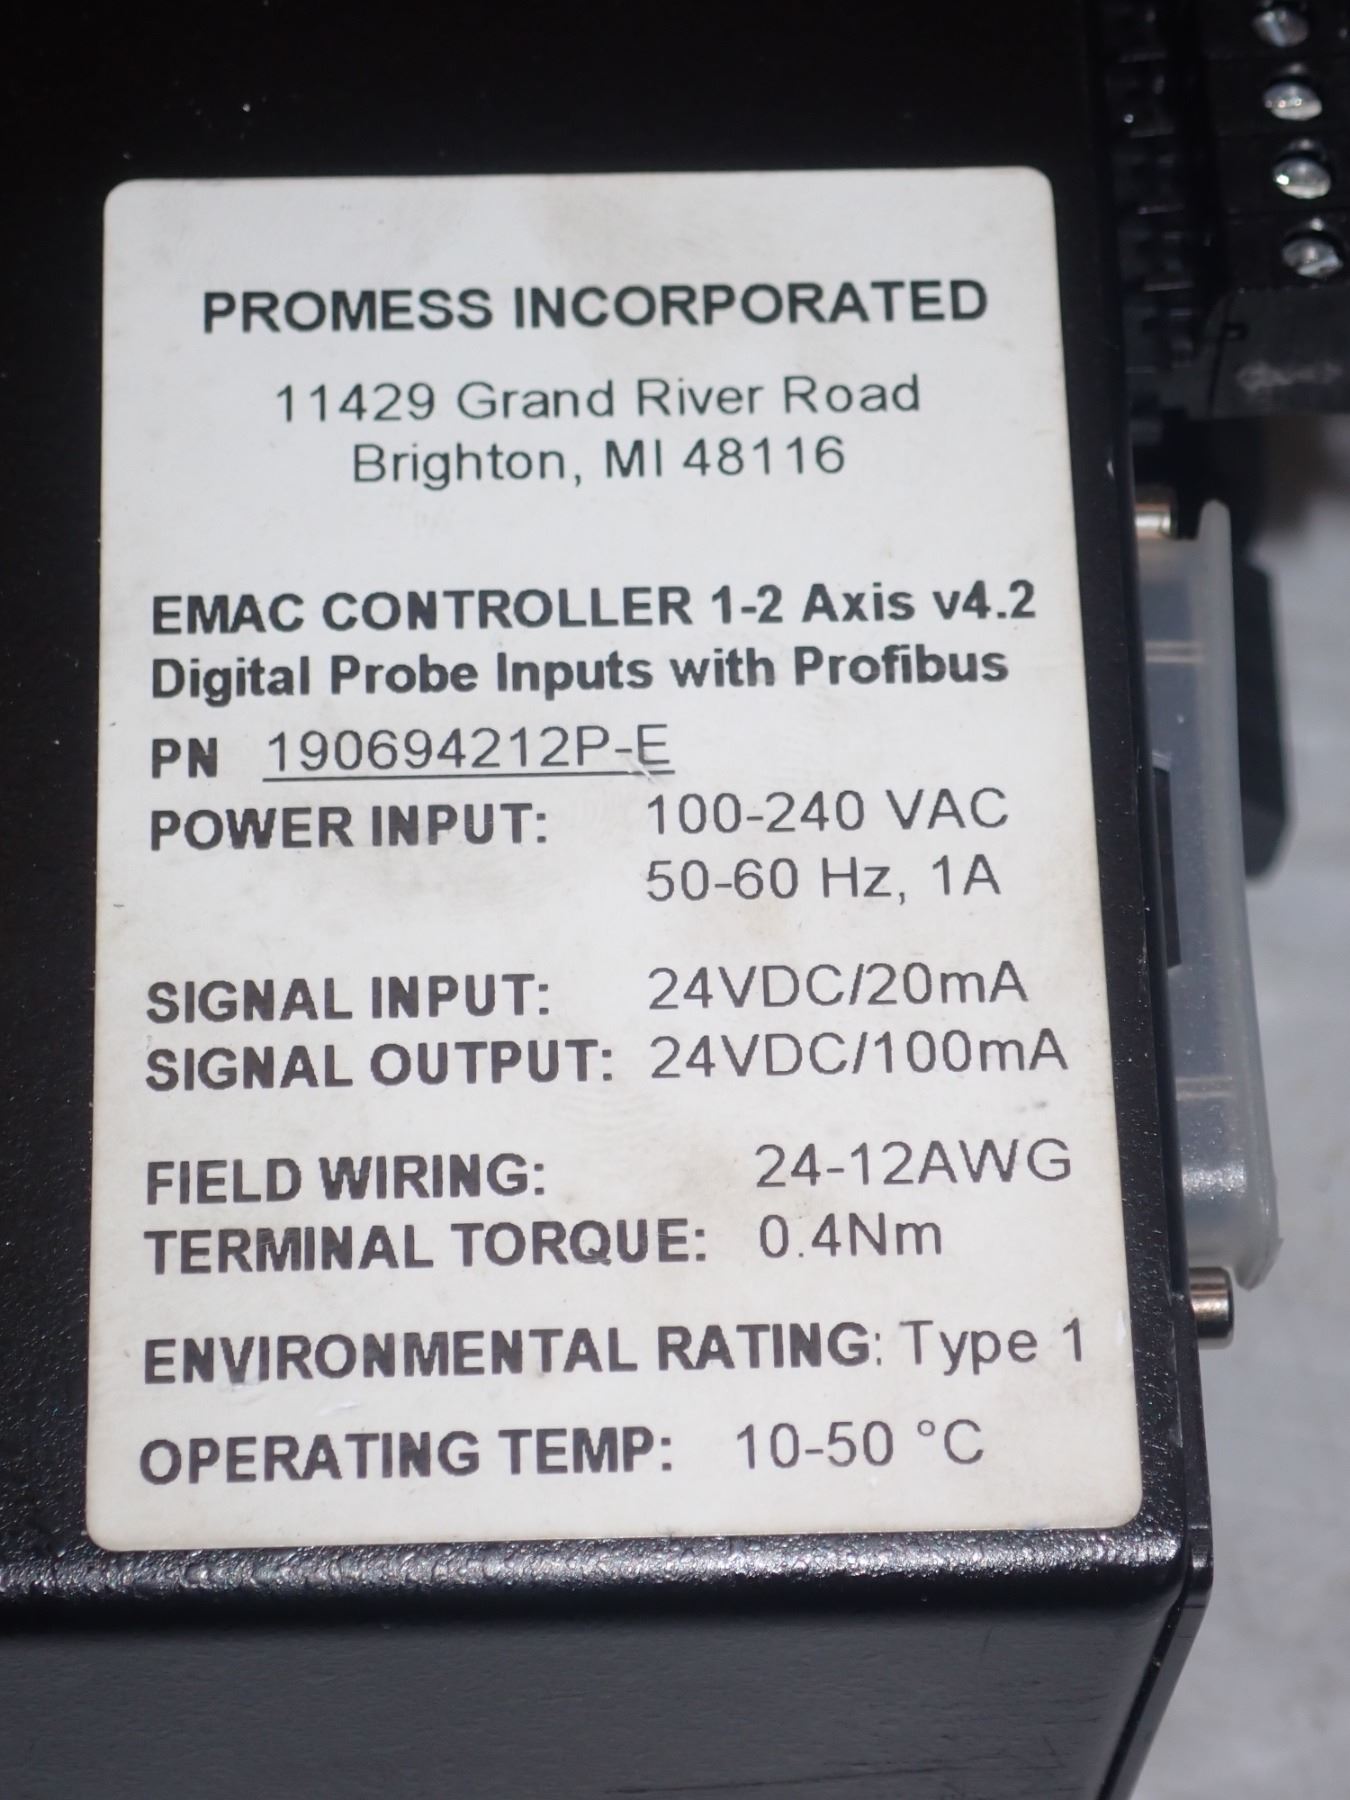 PROMESS INCORPORATED
11429 Grand River Road
Brighton, MI 48116
EMAC CONTROLLER 1-2 Axis v4.2
Digital Probe Inputs with Profibus
PN 190694212P-E
POWER INPUT: 100-240 VAC
50-60 Hz, 1A
SIGNAL INPUT: 24VDC/20mA
SIGNAL OUTPUT: 24VDC/100mA
FIELD WIRING: 24-12AWG
TERMINAL TORQUE: 0.4Nm
ENVIRONMENTAL RATING: Type 1
OPERATING TEMP: 10-50 °C